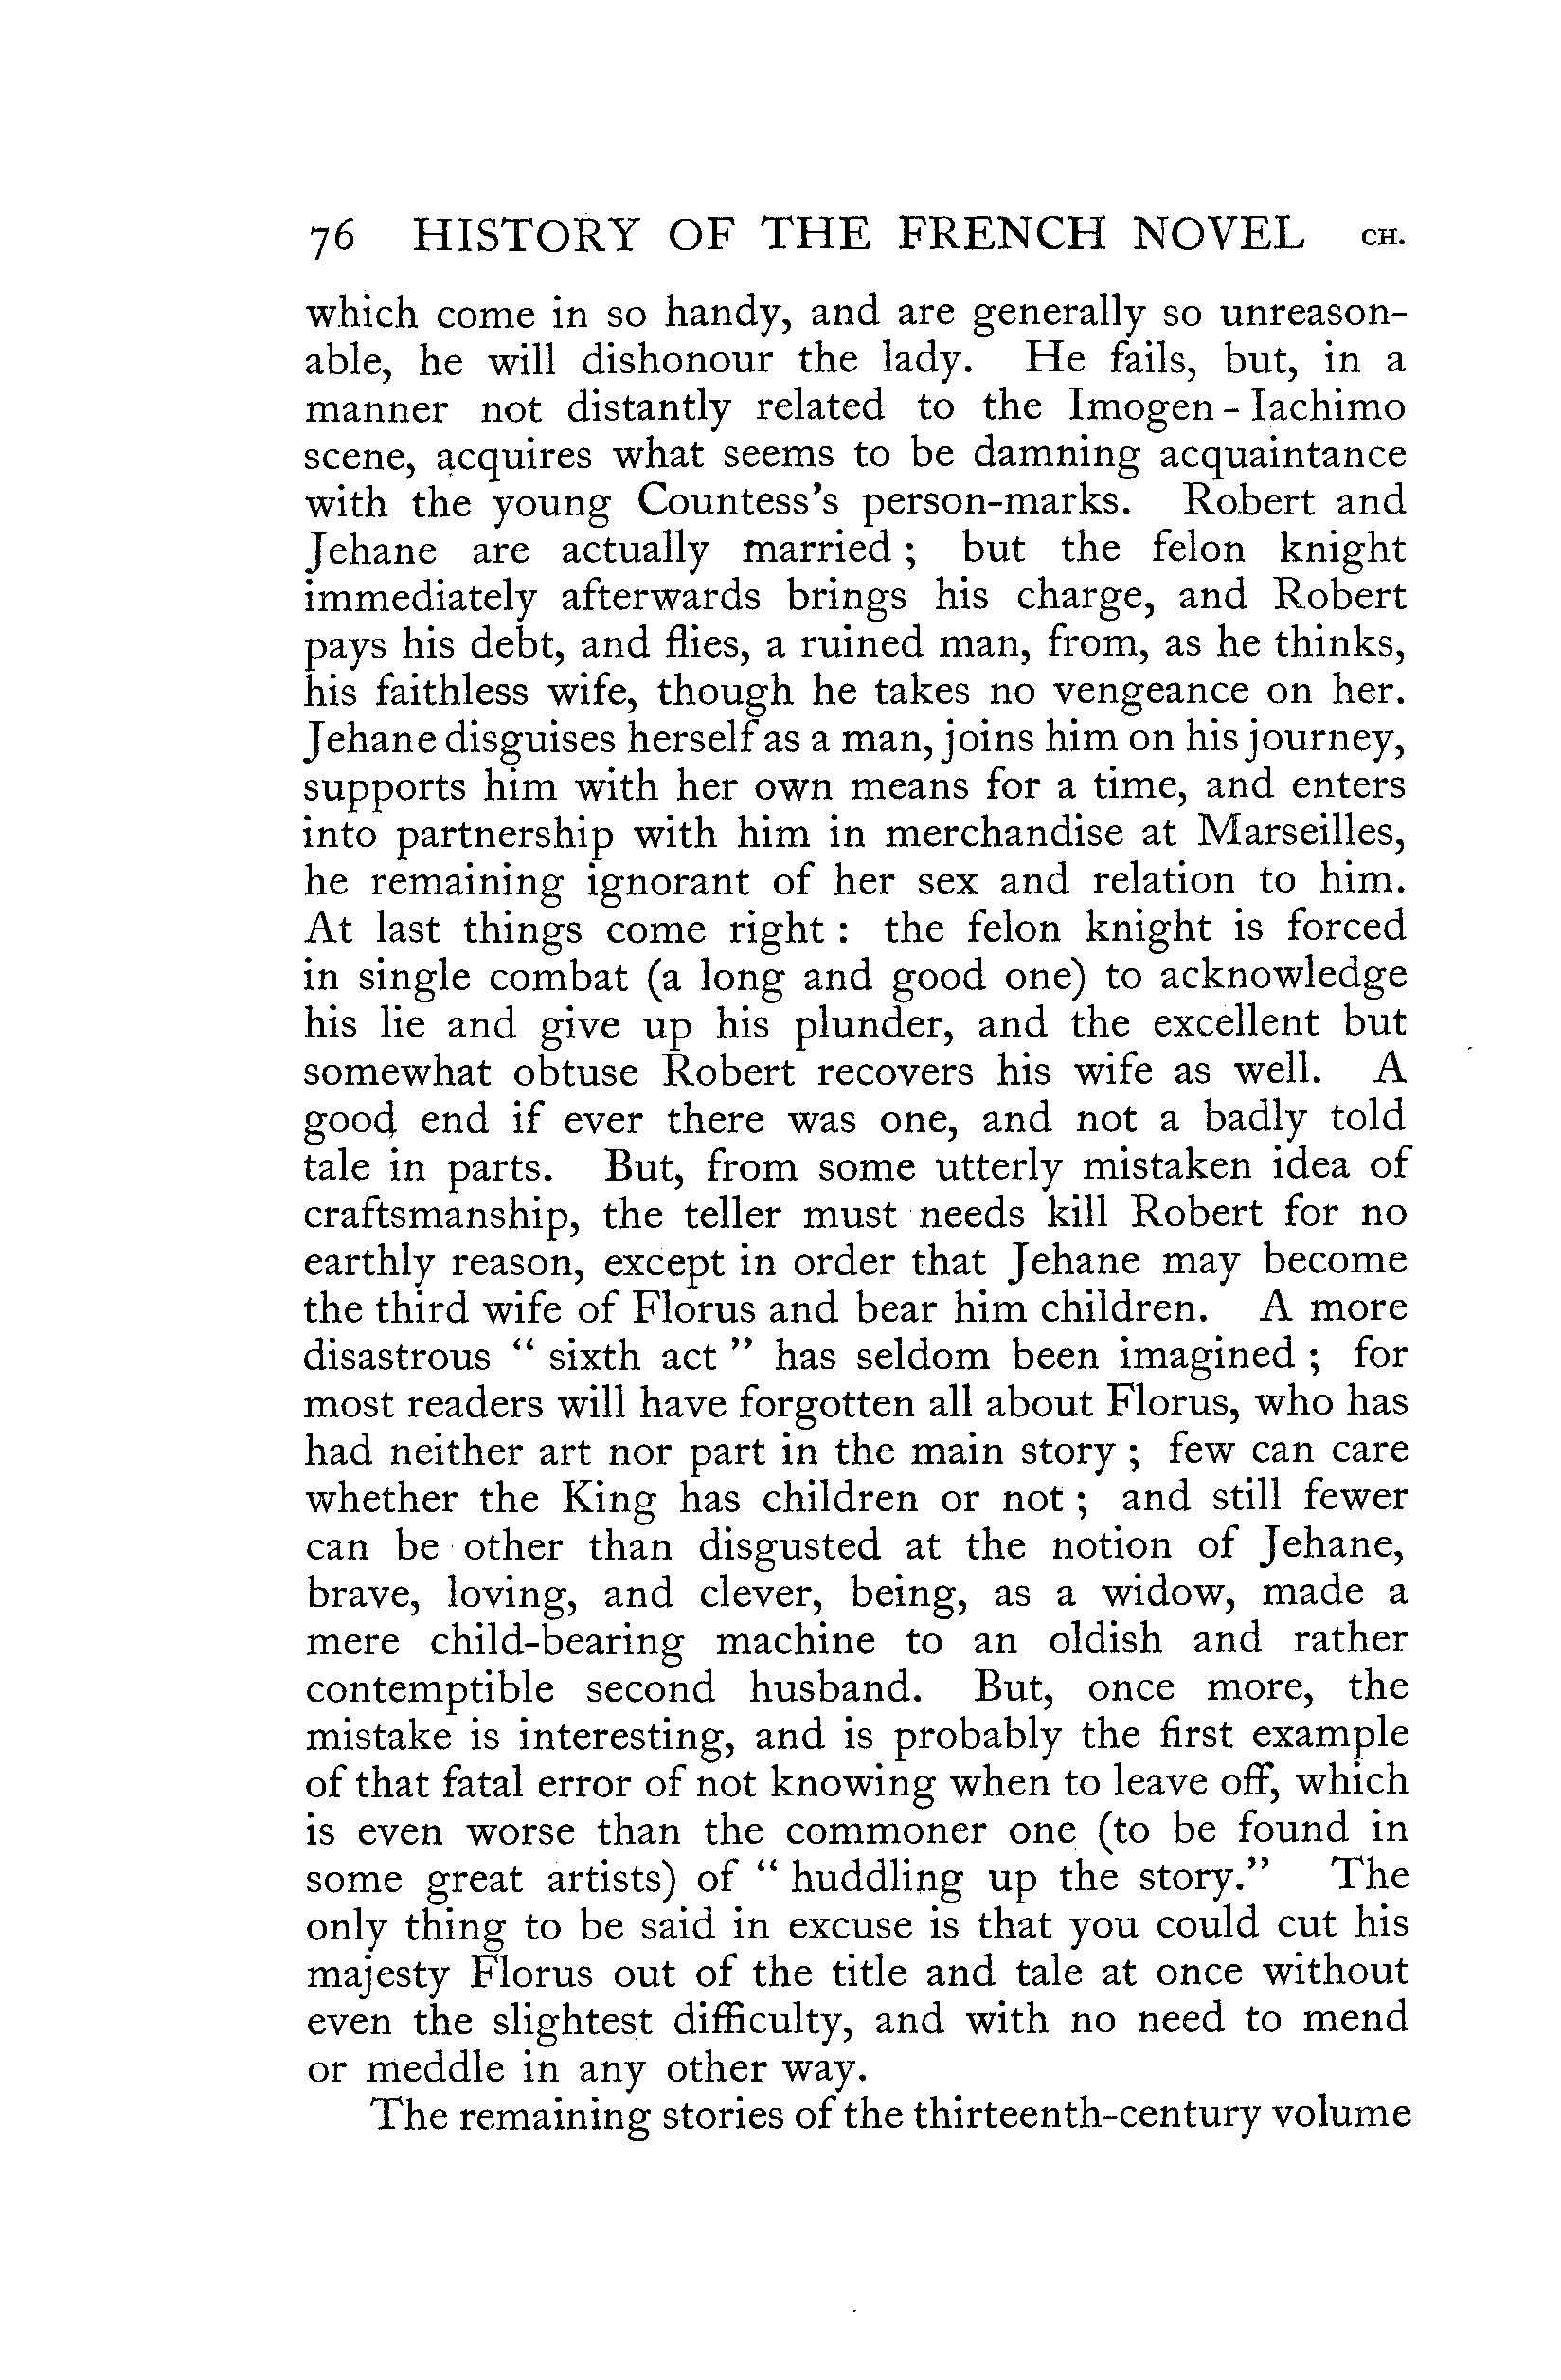 76 HISTORY OF THE FRENCH NOVEL CH.
which come in so handy, and are generally so unreason-
able, he will dishonour the lady. He fails, but, in a
manner not distantly related to the Imogen-Iachimo
scene, acquires what seems to be damning acquaintance
with the young Countess's person-marks. Robert and
Jehane are actually married ; but the felon knight
immediately afterwards brings his charge, and Robert
pays his debt, and flies, a ruined man, from, as he thinks,
his faithless wife, though he takes no vengeance on her.
Jehane disguises herself as a man, joins him on his journey,
supports him with her own means for a time, and enters
into partnership with him in merchandise at Marseilles,
he remaining ignorant of her sex and relation to him.
At last things come right : the felon knight is forced
in single combat (a long and good one) to acknowledge
his lie and give up his plunder, and the excellent but
somewhat obtuse Robert recovers his wife as well. A
good end if ever there was one, and not a badly told
tale in parts. But, from some utterly mistaken idea of
craftsmanship, the teller must needs kill Robert for no
earthly reason, except in order that Jehane may become
the third wife of Florus and bear him children. A more
disastrous “ sixth act ” has seldom been imagined ; for
most readers will have forgotten all about Florus, who has
had neither art nor part in the main story ; few can care
whether the King has children or not ; and still fewer
can be other than disgusted at the notion of Jehane,
brave, loving, and clever, being, as a widow, made a
mere child-bearing machine to an oldish and rather
contemptible second husband. But, once more, the
mistake is interesting, and is probably the first example
of that fatal error of not knowing when to leave off, which
is even worse than the commoner one (to be found in
some great artists) of “ huddling up the story.” The
only thing to be said in excuse is that you could cut his
majesty Florus out of the title and tale at once without
even the slightest difficulty, and with no need to mend
or meddle in any other way.
The remaining stories of the thirteenth-century volume